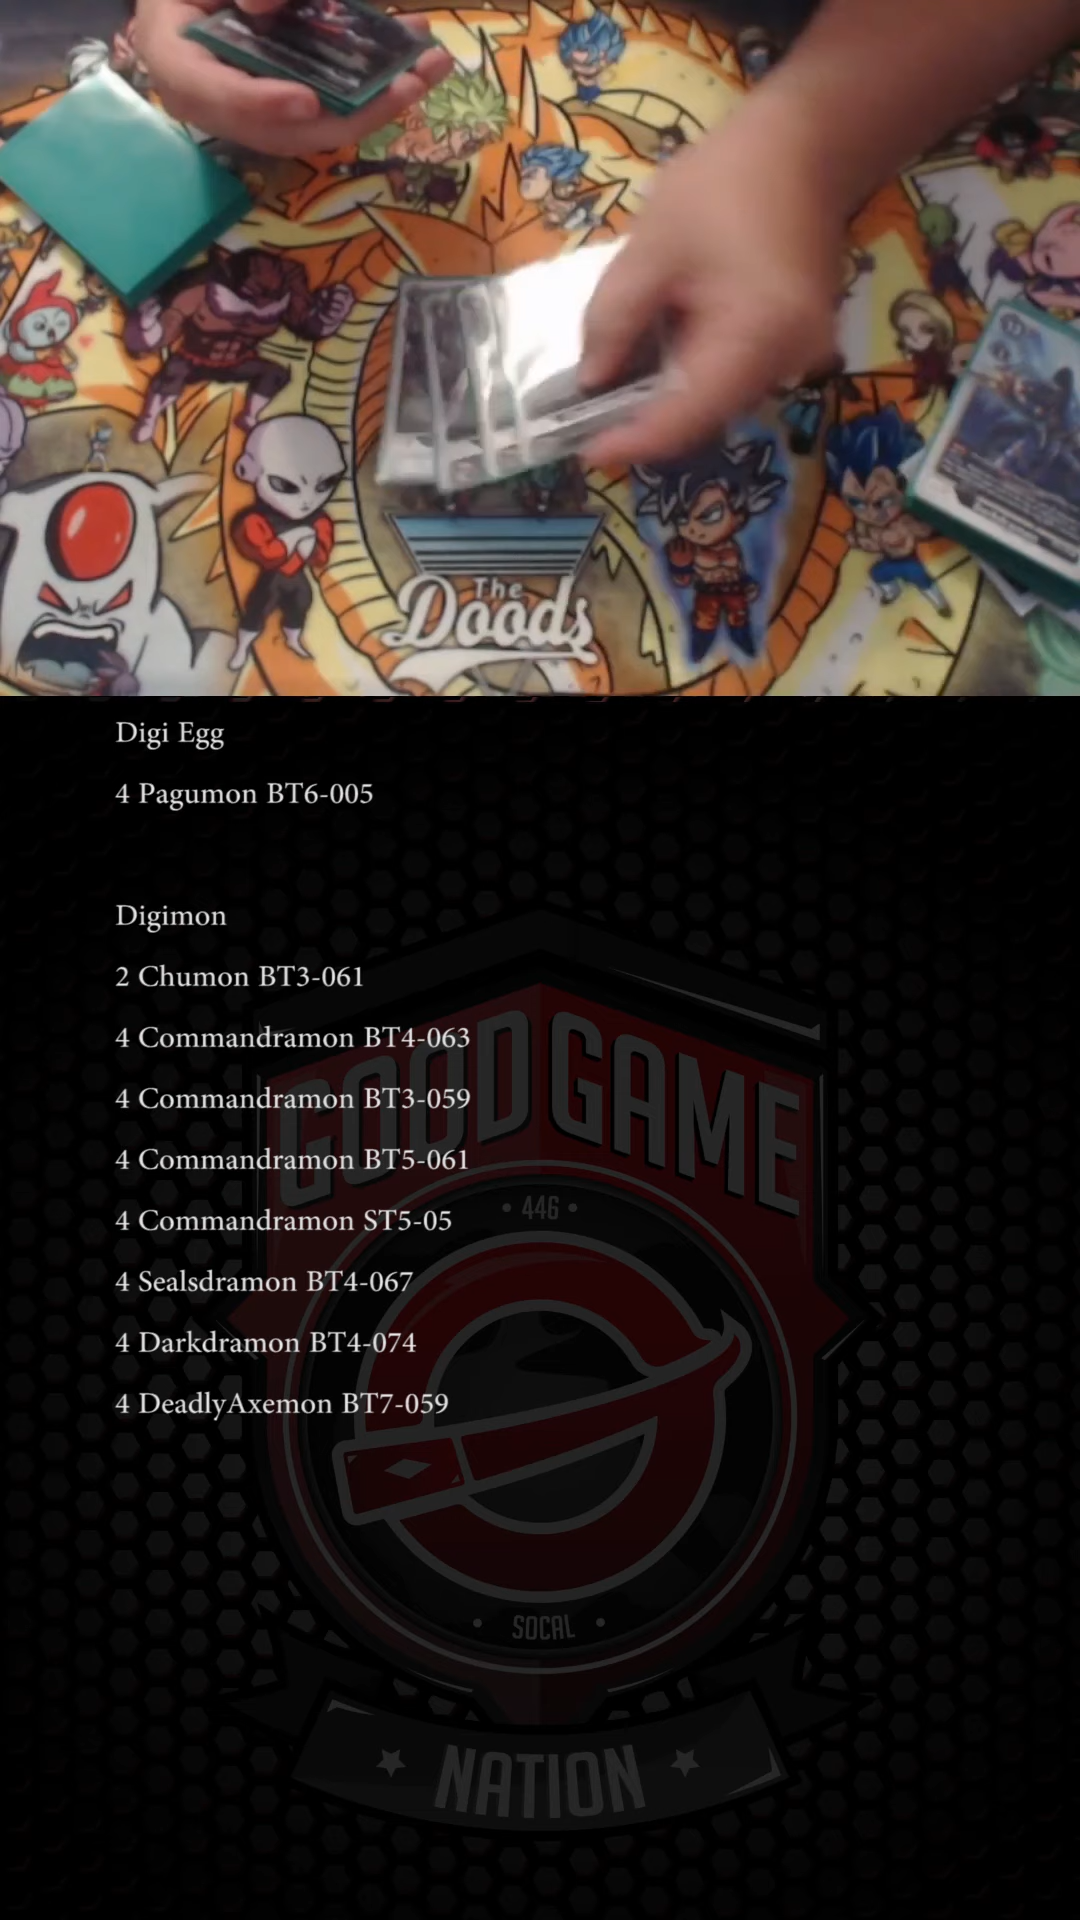 The
Doods
Digi Egg
4 Pagumon BT6-005
Digimon
2 Chumon BT3-061
4 Commandramon BT4-063
4 Commandramon BT3-059
4 Commandramon BT5-061
4 Commandramon ST5-05
4 Sealsdramon BT4-067
4 Darkdramon BT4-074
4 DeadlyAxemon BT7-059
GOOD GAME
• 446 •
• SOCAL •
NATION